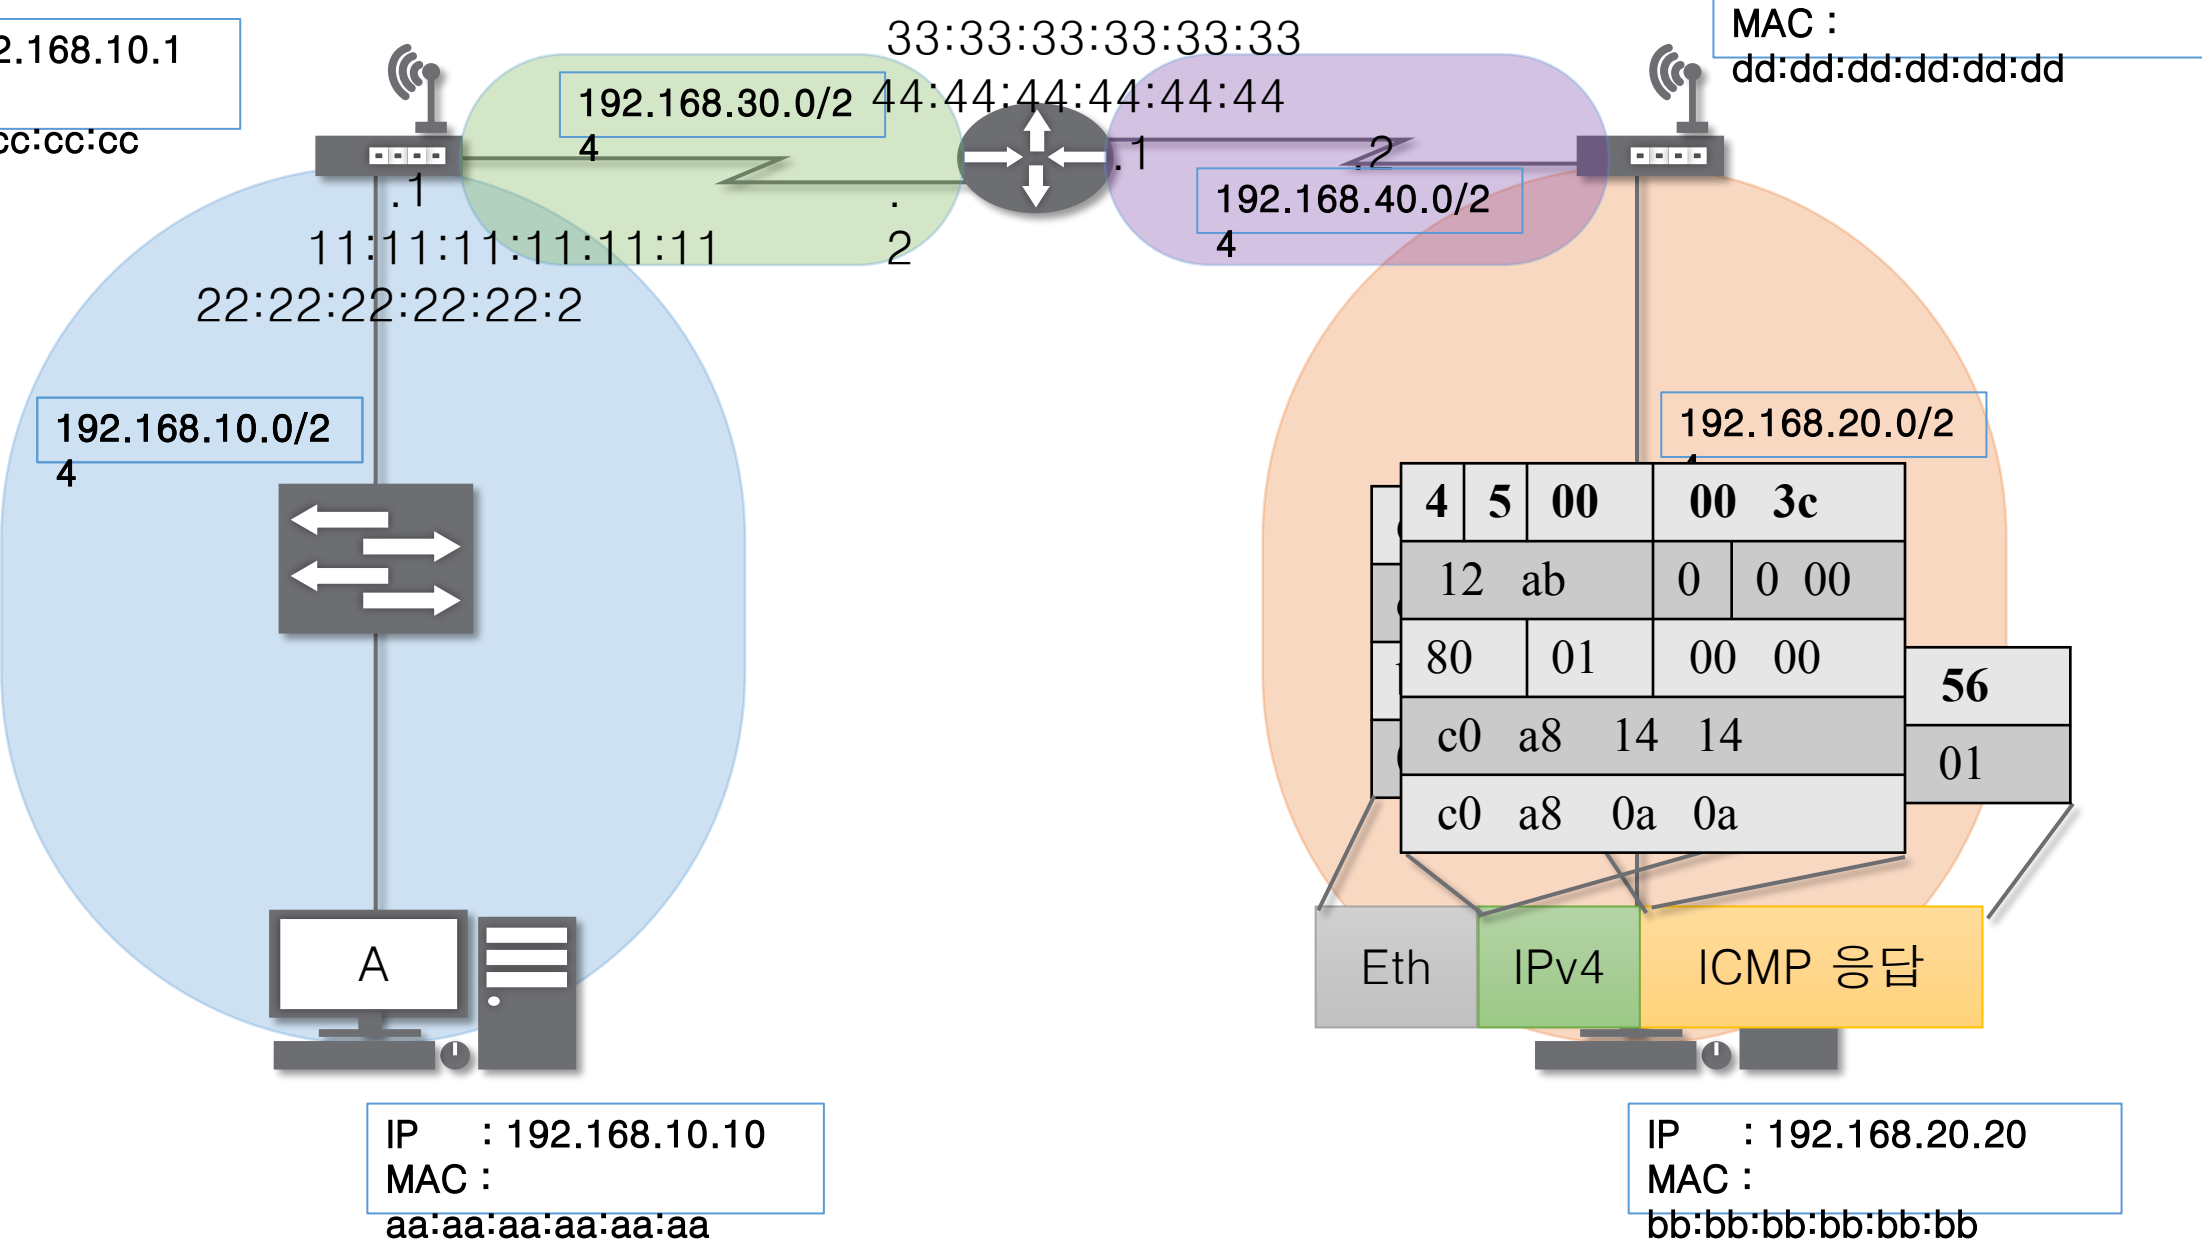 2.168.10.1
cc:cc:cc
33:33:33:33:33:33
44:44:44:44:44:44
MAC :
dd:dd:dd:dd:dd:dd
192.168.30.0/2
4
.1
.
2
.1
.2
192.168.40.0/2
4
11:11:11:11:11:11
22:22:22:22:22:2
192.168.10.0/2
4
192.168.20.0/2
4 5 00 00 3c
12 ab 0 0 00
80 01 00 00
c0 a8 14 14
c0 a8 0a 0a
56
01
A
Eth IPv4 ICMP 응답
IP : 192.168.10.10
MAC :
aa:aa:aa:aa:aa:aa
IP : 192.168.20.20
MAC :
bb:bb:bb:bb:bb:bb